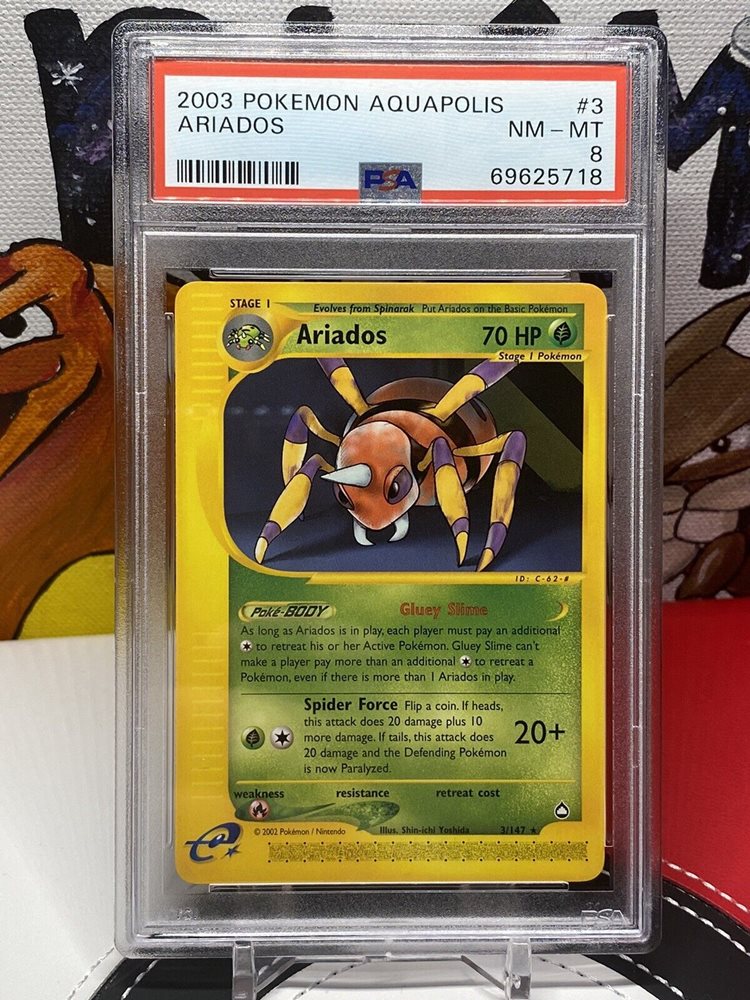 2003 POKEMON AQUAPOLIS #3
ARIADOS NM - MT
8
PSA 69625718
STAGE 1 Evolves from Spinarak Put Ariados on the Basic Pokémon
Ariados 70 HP
Stage 1 Pokémon
ID: C-62-#
Poké-BODY Gluey Slime
As long as Ariados is in play, each player must pay an additional
to retreat his or her Active Pokémon. Gluey Slime can't
make a player pay more than an additional to retreat a
Pokémon, even if there is more than 1 Ariados in play.
Spider Force Flip a coin. If heads,
this attack does 20 damage plus 10
more damage. If tails, this attack does
20 damage and the Defending Pokémon
is now Paralyzed.
20+
weakness resistance retreat cost
© 2002 Pokémon / Nintendo Illus. Shin-ichi Yoshida 3/147 ★
e
PSA